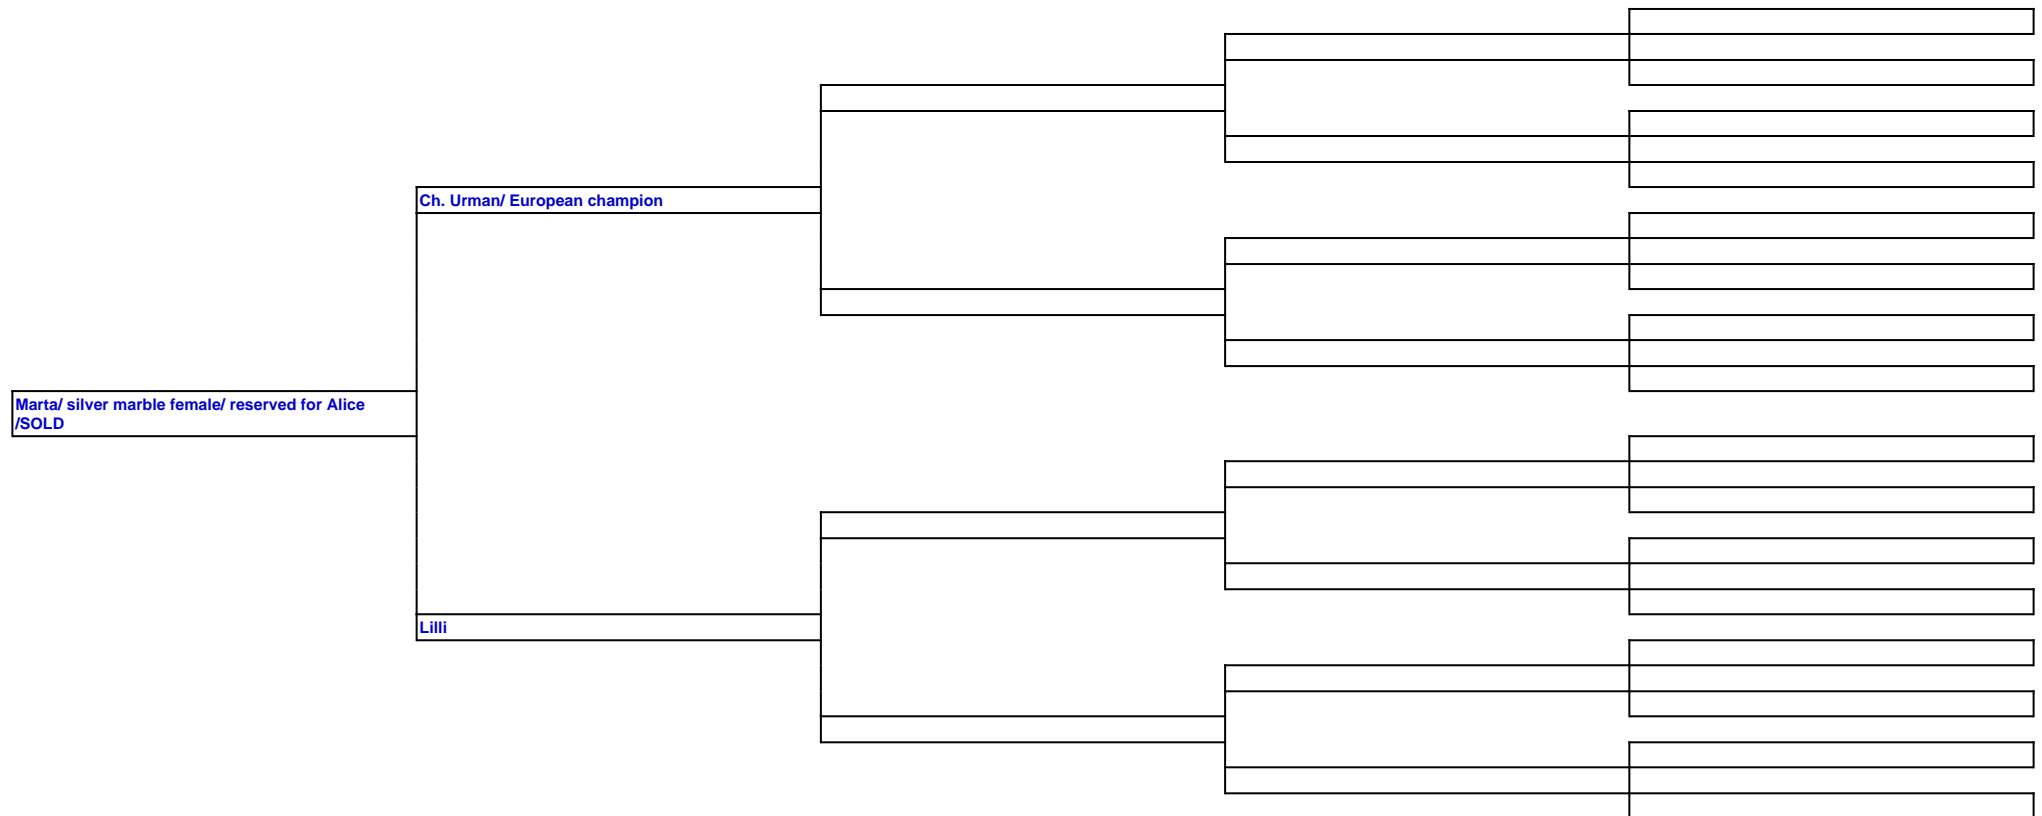 Ch. Urman/ European champion
Marta/ silver marble female/ reserved for Alice
/SOLD
Lilli